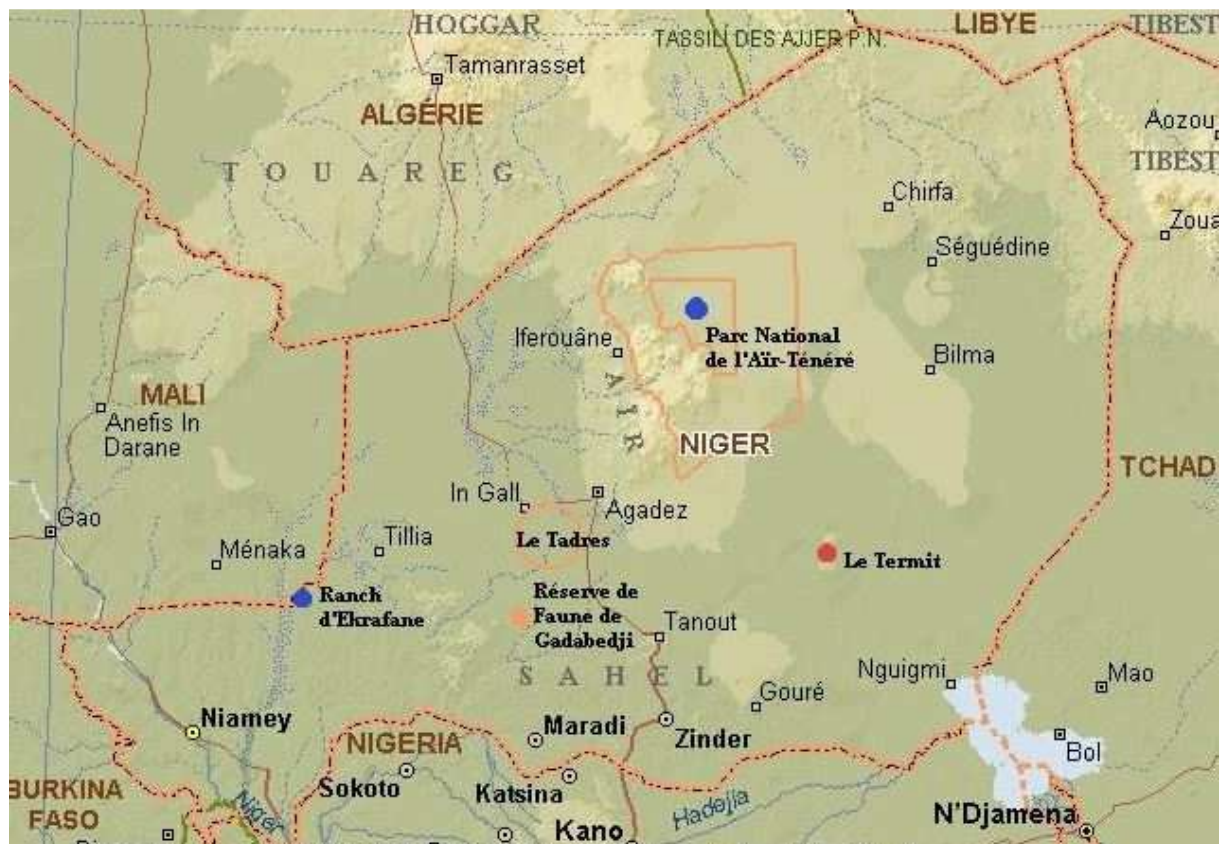 HOGGAR
LIBYE
TIBEST
TASSILI DES AJJER P.N.
Tamanrasset
ALGÉRIE
Aozou
TIBEST
TOUAREG
Chirfa
Zoua
Séguédine
Iferouâne
Parc National
de l'Aïr-Ténéré
Bilma
MALI
AIR
Anefis In
Darane
NIGER
TCHAD
In Gall
Agadez
Gao
Le Tadres
Tillia
Ménaka
Le Termit
Ranch
d'Ekrafane
Réserve de
Faune de
Gadabedji
Tanout
SAHEL
Nguigmi
Mao
Gouré
Niamey
Maradi
Zinder
NIGERIA
Bol
Sokoto
Katsina
BURKINA
FASO
Niger
Hadejia
N'Djamena
Kano